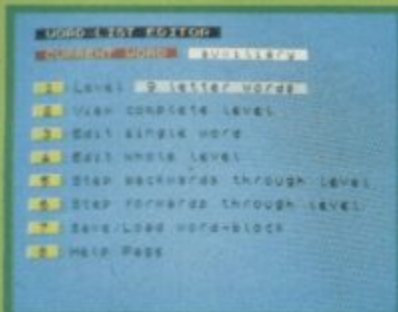 WORD LIST EDITOR
CURRENT WORD auxiliary
1 Level 9 letter words
2 View complete level
3 Edit single word
4 Edit whole level
5 Step backwards through level
6 Step forwards through level
7 Save/Load word-block
8 Help Page